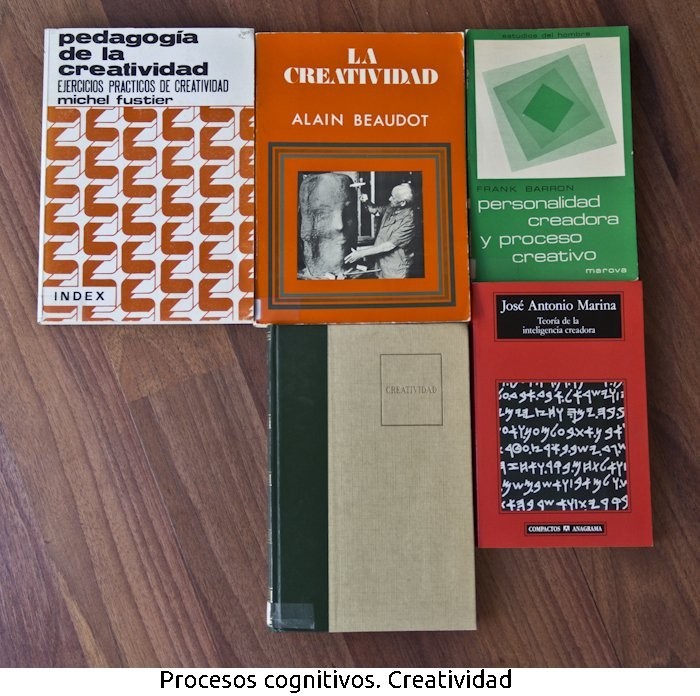 pedagogía
de la
creatividad
EJERCICIOS PRACTICOS DE CREATIVIDAD
michel fustier
INDEX
LA
CREATIVIDAD
ALAIN BEAUDOT
estudios del hombre
FRANK BARRON
personalidad
creadora
y proceso
creativo
marova
CREATIVIDAD
José Antonio Marina
Teoría de la
inteligencia creadora
COMPACTOS ANAGRAMA
Procesos cognitivos. Creatividad